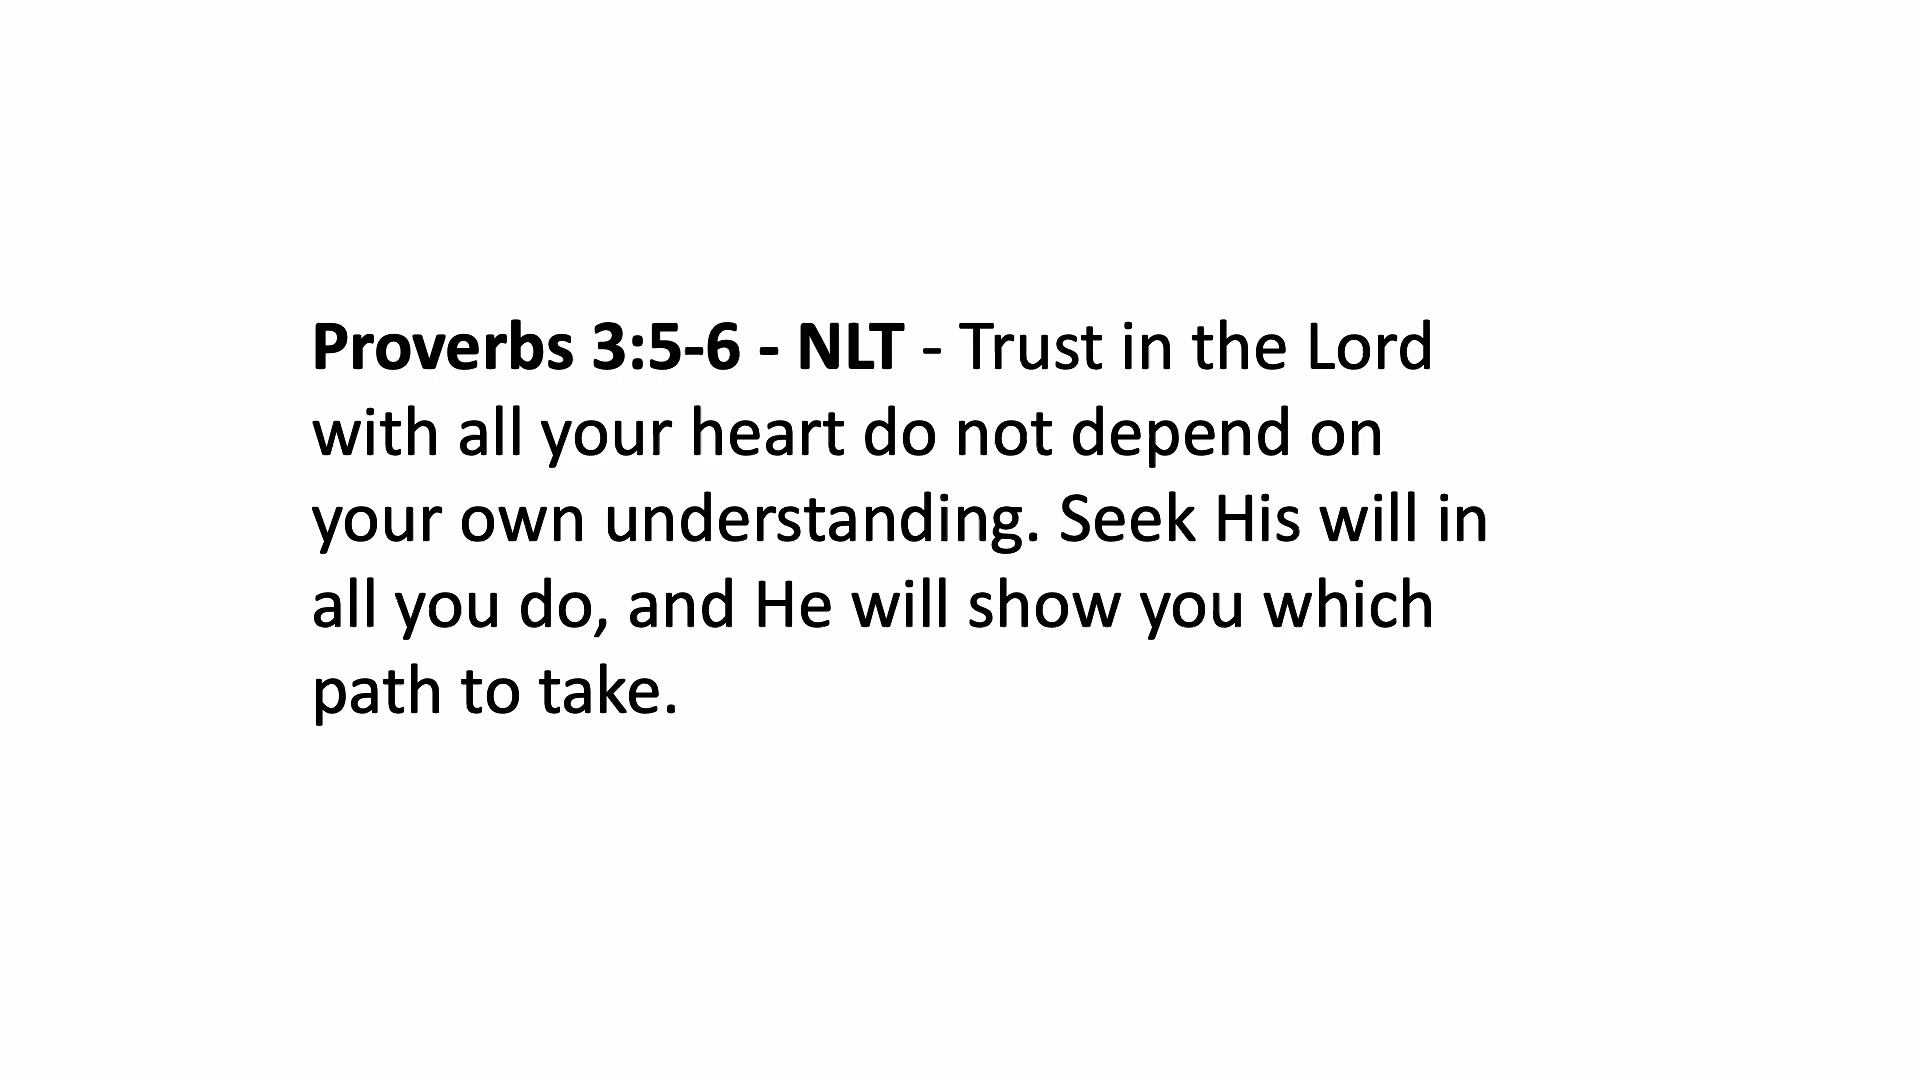 Proverbs 3:5-6 - NLT - Trust in the Lord
with all your heart do not depend on
your own understanding. Seek His will in
all you do, and He will show you which
path to take.